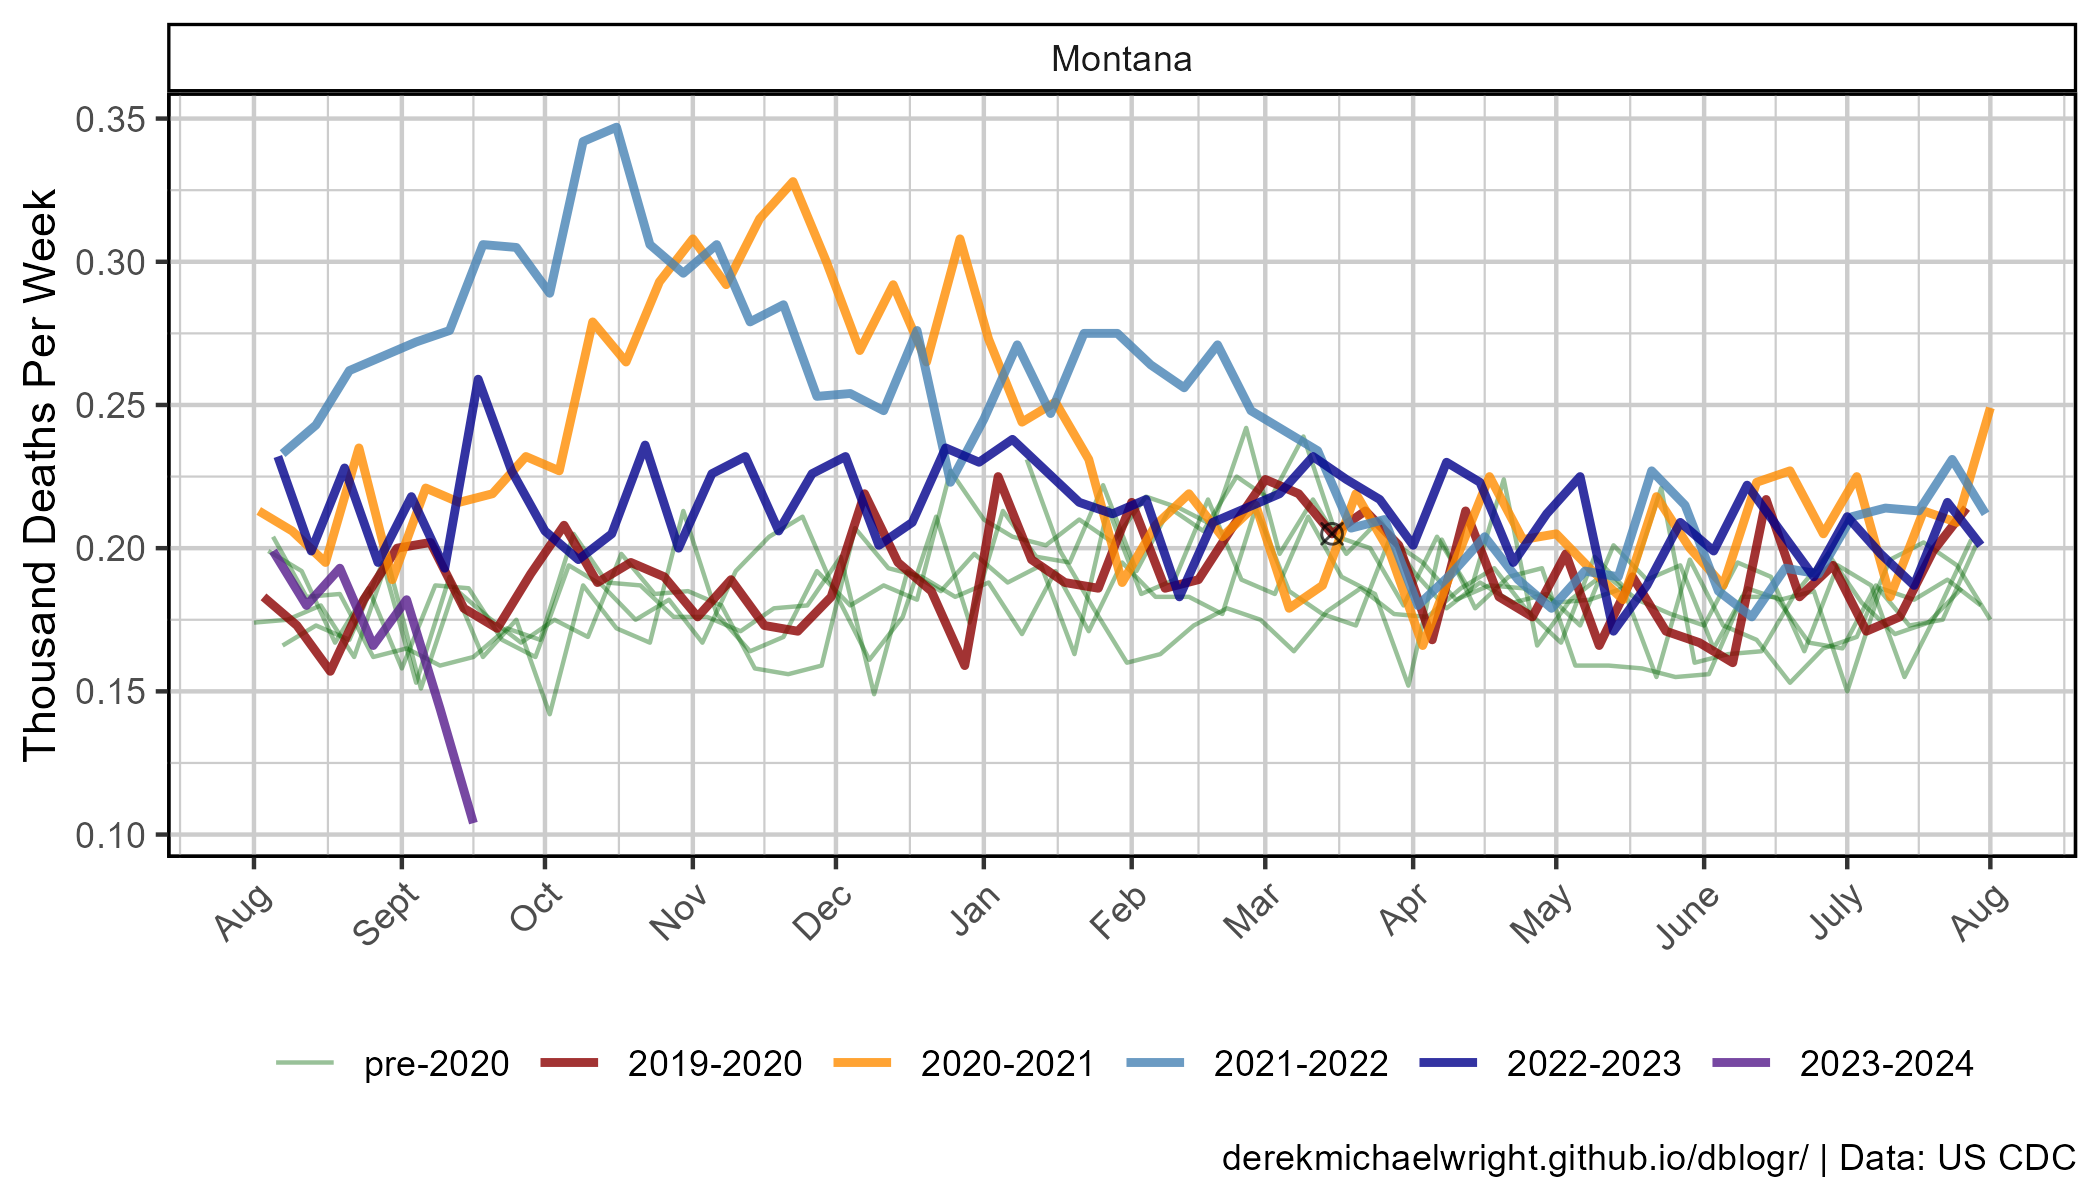 Montana
Thousand Deaths Per Week
0.35
0.30
0.25
0.20
0.15
0.10
Aug Sept Oct Nov Dec Jan Feb Mar Apr May June July Aug
pre-2020 2019-2020 2020-2021 2021-2022 2022-2023 2023-2024
derekmichaelwright.github.io/dblogr/ | Data: US CDC